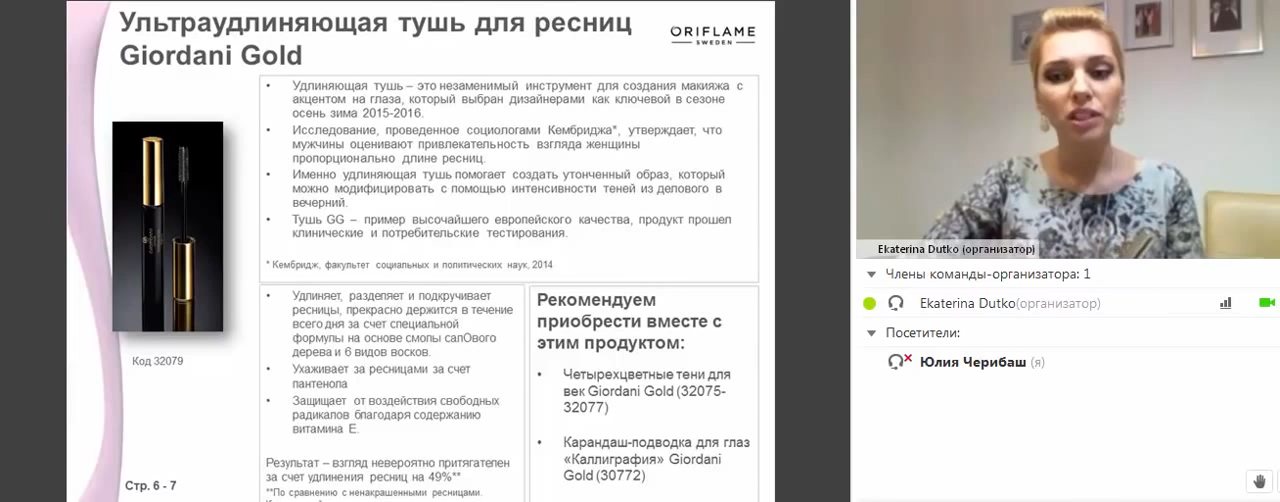 Ультраудлиняющая тушь для ресниц
Giordani Gold
ORIFLAME
SWEDEN
• Удлиняющая тушь – это незаменимый инструмент для создания макияжа с
акцентом на глаза, который выбран дизайнерами как ключевой в сезоне
осень зима 2015-2016.
• Исследование, проведенное социологами Кембриджа*, утверждает, что
мужчины оценивают привлекательность взгляда женщины
пропорционально длине ресниц.
• Именно удлиняющая тушь помогает создать утонченный образ, который
можно модифицировать с помощью интенсивности теней из делового в
вечерний.
• Тушь GG – пример высочайшего европейского качества, продукт прошел
клинические и потребительские тестирования.
* Кембридж, факультет социальных и политических наук, 2014
Код 32079
• Удлиняет, разделяет и подкручивает
ресницы, прекрасно держится в течение
всего дня за счет специальной
формулы на основе смолы салОвого
дерева и 6 видов восков.
• Ухаживает за ресницами за счет
пантенола
• Защищает от воздействия свободных
радикалов благодаря содержанию
витамина Е.
Результат – взгляд невероятно притягателен
за счет удлинения ресниц на 49%**
**По сравнению с ненакрашенными ресницами.
Рекомендуем
приобрести вместе с
этим продуктом:
• Четырехцветные тени для
век Giordani Gold (32075-
32077)
• Карандаш-подводка для глаз
«Каллиграфия» Giordani
Gold (30772)
Стр. 6 - 7
Ekaterina Dutko (организатор)
Члены команды-организатора: 1
Ekaterina Dutko(организатор)
Посетители:
Юлия Черибаш (я)